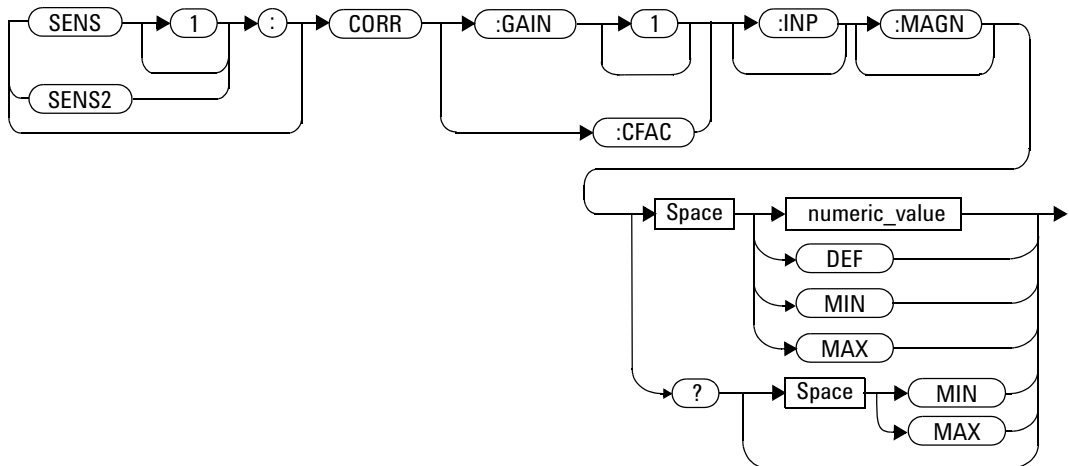 SENS 1 : CORR :GAIN 1 :INP :MAGN
SENS2
:CFAC
Space numeric_value
DEF
MIN
MAX
? Space MIN
MAX